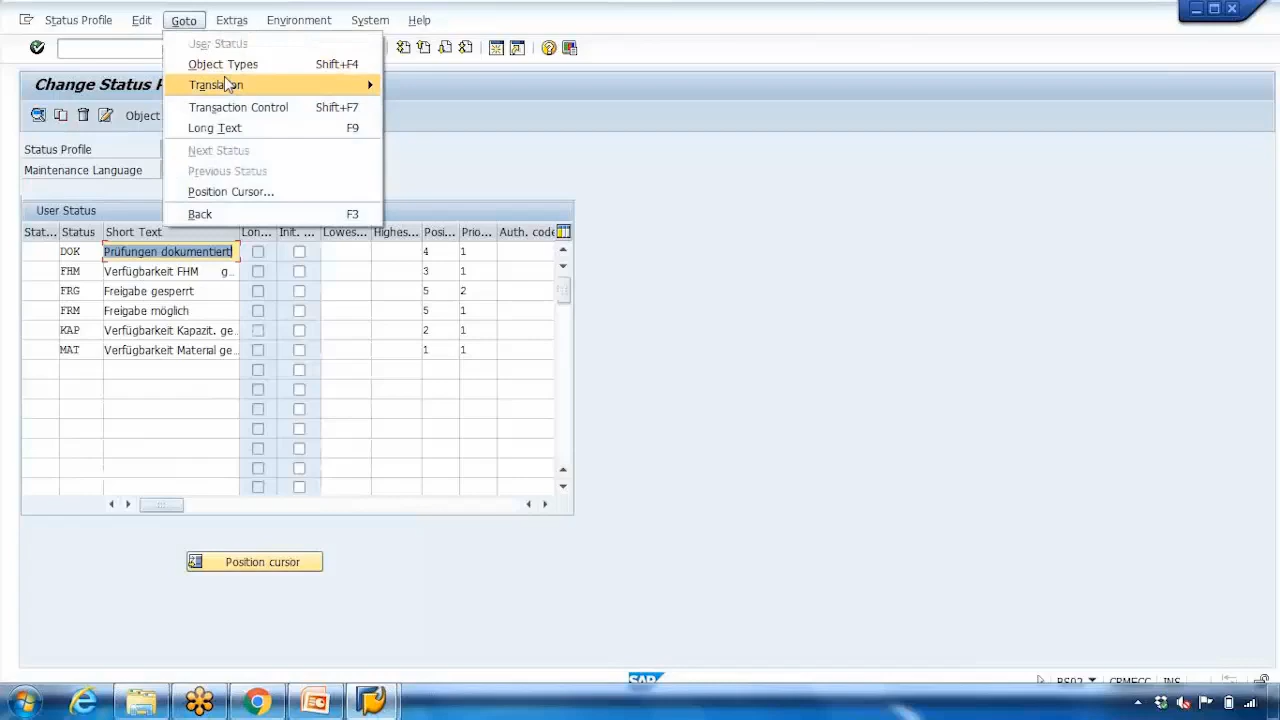 Status Profile Edit Goto Extras Environment System Help
User Status
Object Types Shift+F4
Change Status P
Translation
Transaction Control Shift+F7
Object
Long Text F9
Status Profile
Next Status
Maintenance Language
Previous Status
Position Cursor...
User Status
Back F3
Stat... Status Short Text Lon... Init. ... Lowes... Highes... Posi... Prio... Auth. code
DOK Prüfungen dokumentiert 4 1
FHM Verfügbarkeit FHM g... 3 1
FRG Freigabe gesperrt 5 2
FRM Freigabe möglich 5 1
KAP Verfügbarkeit Kapazit. ge... 2 1
MAT Verfügbarkeit Material ge... 1 1
Position cursor
SAP
BS02 CRMECC INS